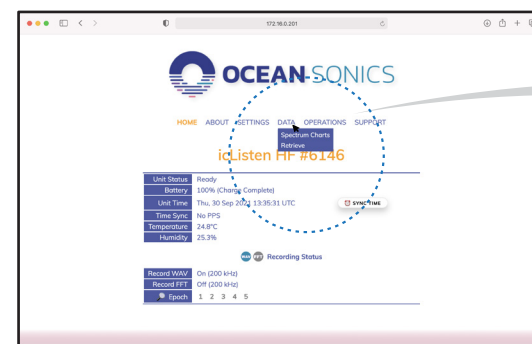 172.16.0.201
OCEAN SONICS
HOME ABOUT SETTINGS DATA OPERATIONS SUPPORT
Spectrum Charts
Retrieve
icListen HF #6146
Unit Status Ready
Battery 100% (Charge Complete)
Unit Time Thu, 30 Sep 2021 13:35:31 UTC SYNC TIME
Time Sync No PPS
Temperature 24.8°C
Humidity 25.3%
WAV FFT Recording Status
Record WAV On (200 kHz)
Record FFT Off (200 kHz)
Epoch 1 2 3 4 5